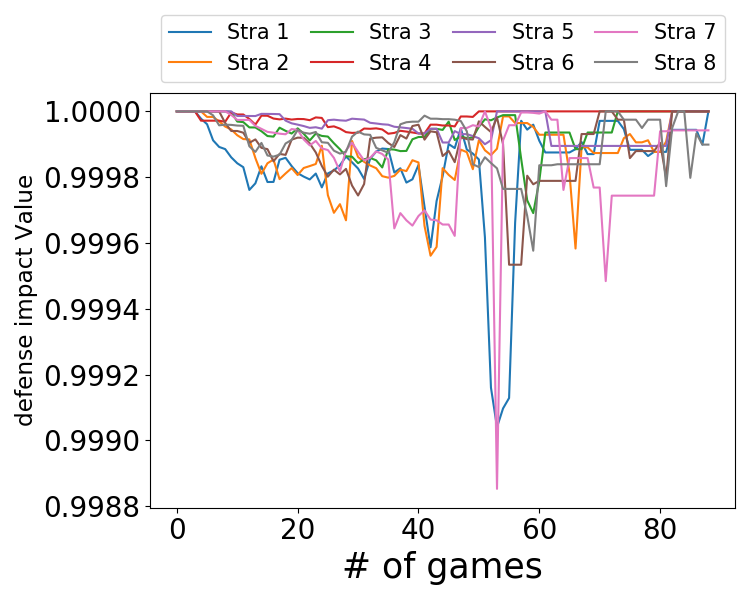 Stra 1 Stra 3 Stra 5 Stra 7
Stra 2 Stra 4 Stra 6 Stra 8
1.0000
0.9998
0.9996
0.9994
0.9992
0.9990
0.9988
defense impact Value
0 20 40 60 80
# of games